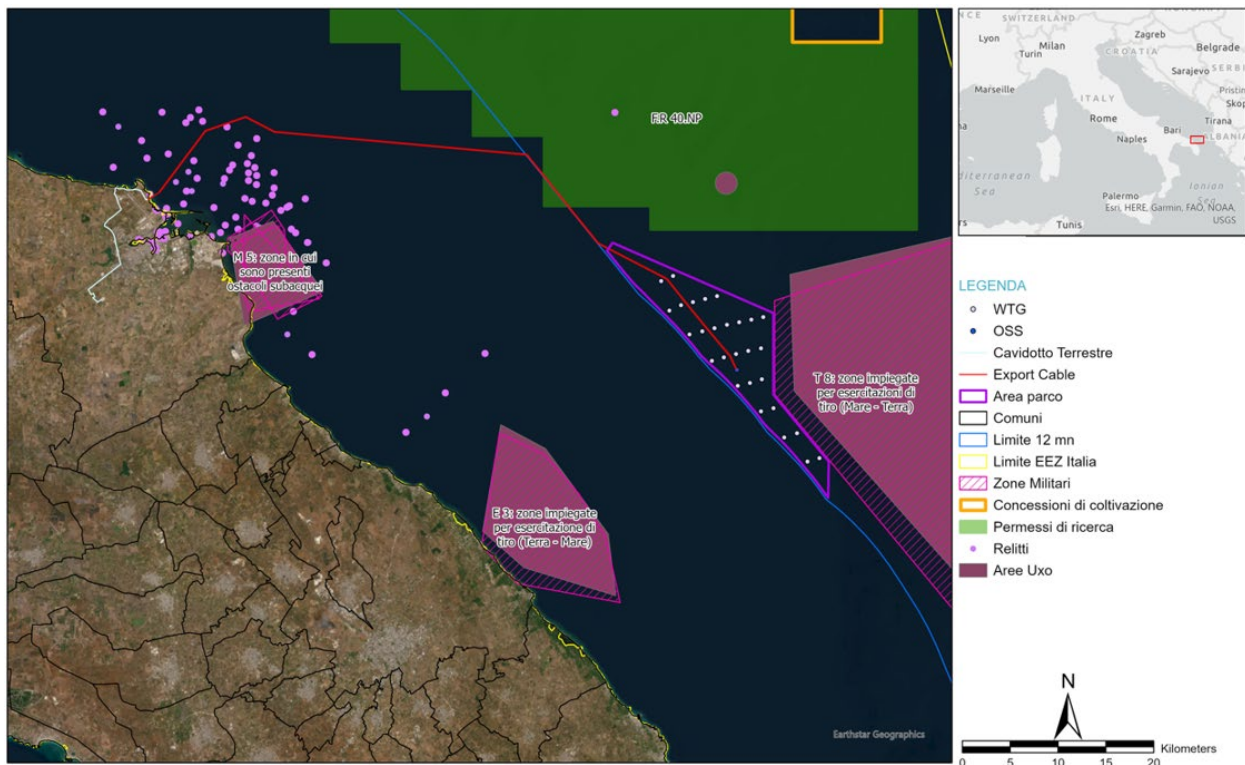 F.R 40.NP
M 5: zone in cui
sono presenti
ostacoli subacquei
T 8: zone impiegate
per esercitazioni di
tiro (Mare - Terra)
E 3: zone impiegate
per esercitazione di
tiro (Terra - Mare)
Earthstar Geographics
SWITZERLAND
Lyon
Milan
Turin
Zagreb
CROATIA
Belgrade
Sarajevo
Marseille
ITALY
Rome
Naples
Bari
Tirana
ALBANIA
Sea
Palermo
Ionian
Tunis
Esri, HERE, Garmin, FAO, NOAA,
USGS
LEGENDA
WTG
OSS
Cavidotto Terrestre
Export Cable
Area parco
Comuni
Limite 12 mn
Limite EEZ Italia
Zone Militari
Concessioni di coltivazione
Permessi di ricerca
Relitti
Aree Uxo
N
Kilometers
0 5 10 15 20